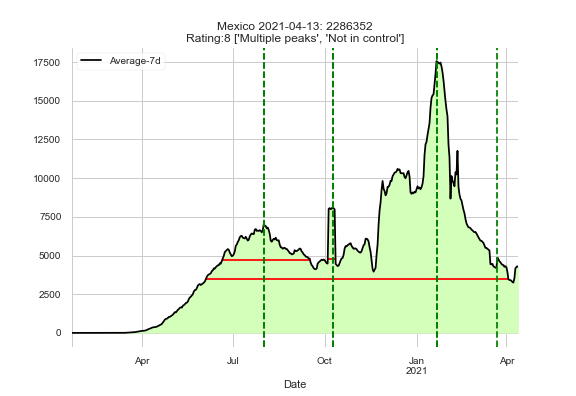 Mexico 2021-04-13: 2286352
Rating:8 ['Multiple peaks', 'Not in control']
Average-7d
17500
15000
12500
10000
7500
5000
2500
0
Apr Jul Oct Jan Apr
2021
Date